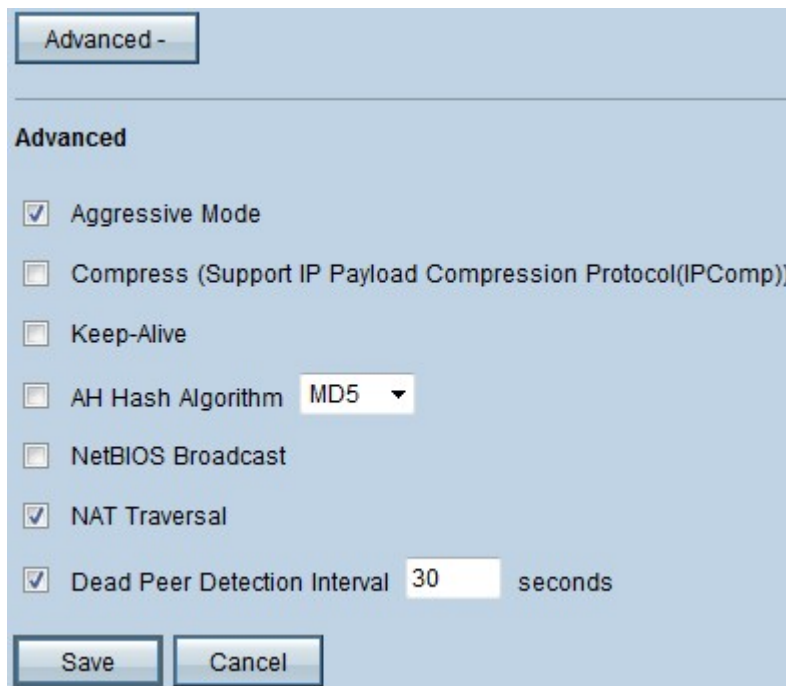 Advanced -
Advanced
Aggressive Mode
Compress (Support IP Payload Compression Protocol(IPComp))
Keep-Alive
AH Hash Algorithm MD5
NetBIOS Broadcast
NAT Traversal
Dead Peer Detection Interval 30 seconds
Save Cancel